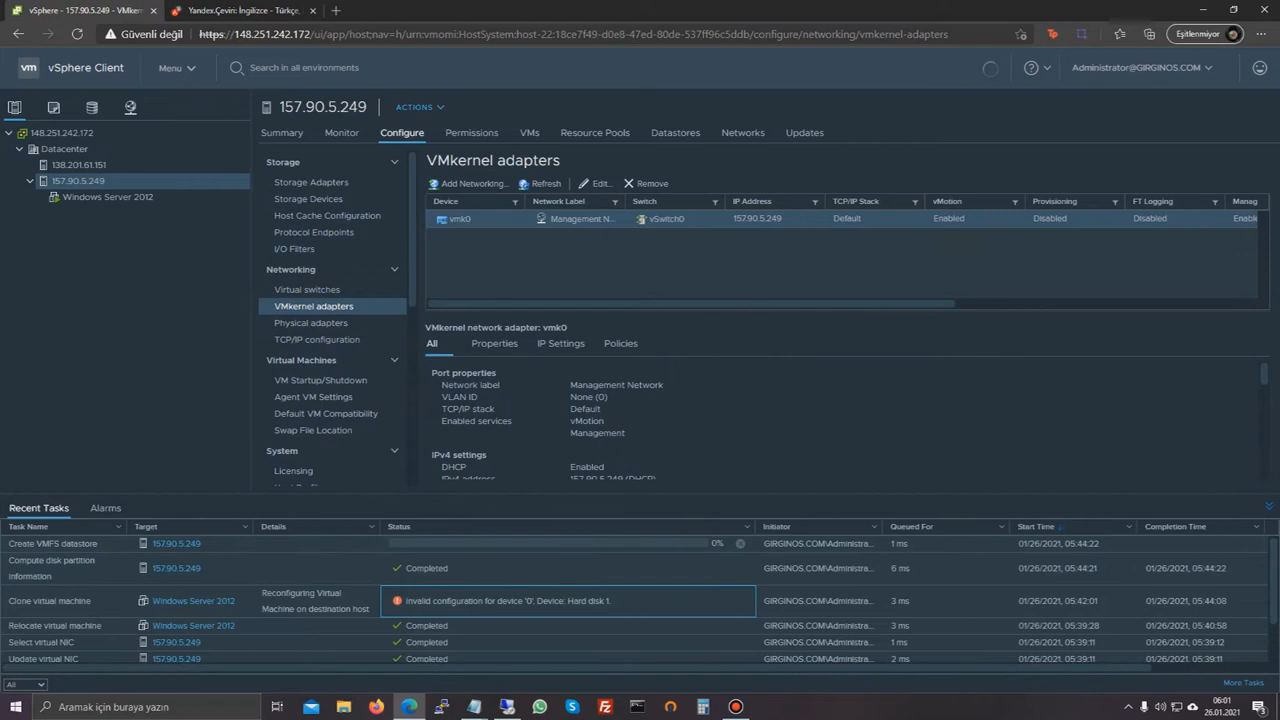 vSphere - 157.90.5.249 - VMkern
Yandex.Çeviri: İngilizce - Türkçe.
Güvenli değil
https://148.251.242.172/ui/app/host;nav=h/urn:vmomi:HostSystem:host-22:18ce7f49-d0e8-47ed-80de-537ff96c5ddb/configure/networking/vmkernel-adapters
Eşitlenmiyor
vm vSphere Client
Menu
Search in all environments
Administrator@GIRGINOS.COM
157.90.5.249
ACTIONS
Summary Monitor Configure Permissions VMs Resource Pools Datastores Networks Updates
148.251.242.172
Datacenter
138.201.61.151
157.90.5.249
Windows Server 2012
Storage
Storage Adapters
Storage Devices
Host Cache Configuration
Protocol Endpoints
I/O Filters
Networking
Virtual switches
VMkernel adapters
Physical adapters
TCP/IP configuration
Virtual Machines
VM Startup/Shutdown
Agent VM Settings
Default VM Compatibility
Swap File Location
System
Licensing
VMkernel adapters
Add Networking... Refresh Edit... Remove
Device Network Label Switch IP Address TCP/IP Stack vMotion Provisioning FT Logging Manag
vmk0 Management N... vSwitch0 157.90.5.249 Default Enabled Disabled Disabled Enable
VMkernel network adapter: vmk0
All Properties IP Settings Policies
Port properties
Network label Management Network
VLAN ID None (0)
TCP/IP stack Default
Enabled services vMotion
Management
IPv4 settings
DHCP Enabled
IPv4 address 157.90.5.249 (DHCP)
Recent Tasks Alarms
Task Name Target Details Status Initiator Queued For Start Time Completion Time
Create VMFS datastore 157.90.5.249 0% GIRGINOS.COM\Administra... 1 ms 01/26/2021, 05:44:22
Compute disk partition information 157.90.5.249 Completed GIRGINOS.COM\Administra... 6 ms 01/26/2021, 05:44:21 01/26/2021, 05:44:22
Clone virtual machine Windows Server 2012 Reconfiguring Virtual Machine on destination host Invalid configuration for device '0'. Device: Hard disk 1. GIRGINOS.COM\Administra... 3 ms 01/26/2021, 05:42:01 01/26/2021, 05:44:08
Relocate virtual machine Windows Server 2012 Completed GIRGINOS.COM\Administra... 3 ms 01/26/2021, 05:39:28 01/26/2021, 05:40:58
Select virtual NIC 157.90.5.249 Completed GIRGINOS.COM\Administra... 1 ms 01/26/2021, 05:39:11 01/26/2021, 05:39:12
Update virtual NIC 157.90.5.249 Completed GIRGINOS.COM\Administra... 2 ms 01/26/2021, 05:39:11 01/26/2021, 05:39:11
All
More Tasks
Aramak için buraya yazın
06:01
26.01.2021